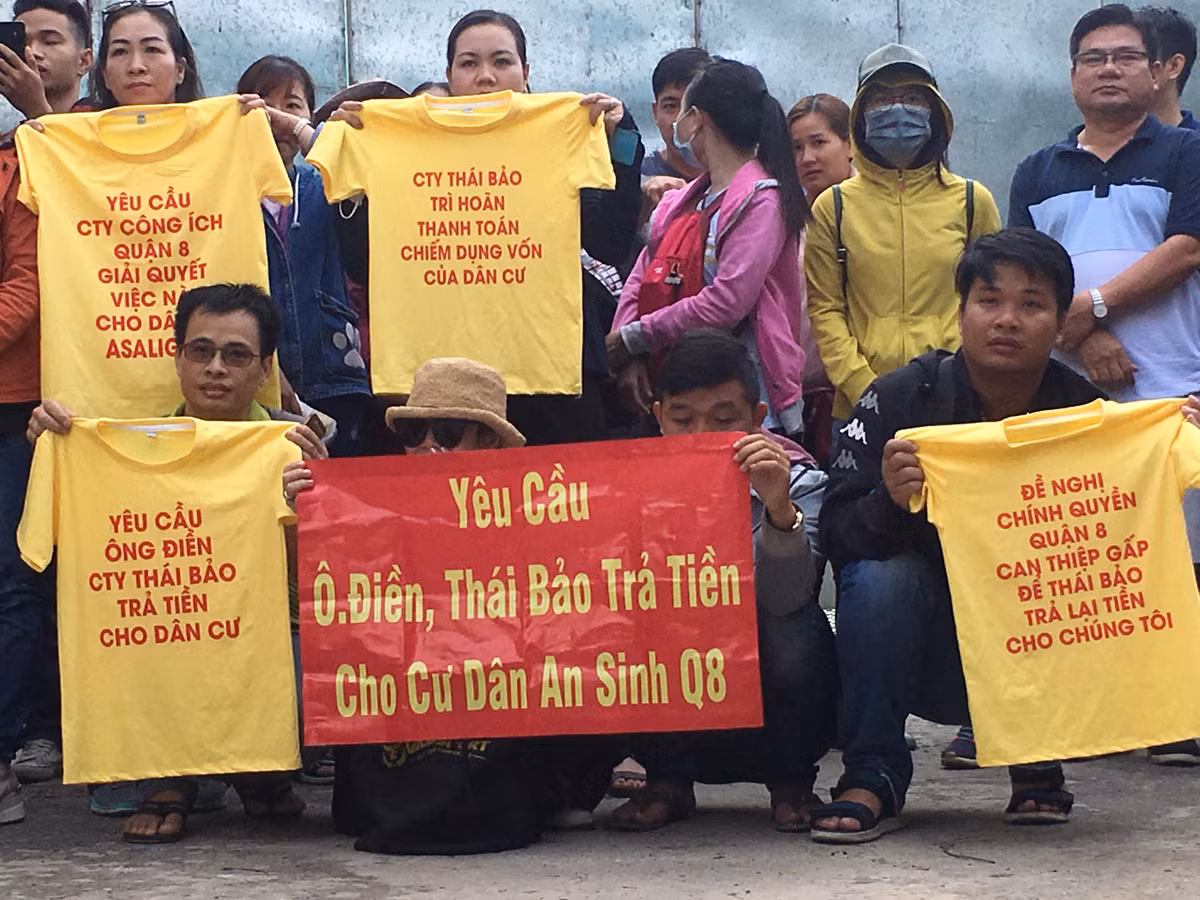 YÊU CẦU
CTY CÔNG ÍCH
QUẬN 8
GIẢI QUYẾT
VIỆC
CHO
CTY THÁI BẢO
TRÌ HOÃN
THANH TOÁN
CHIẾM DỤNG VỐN
CỦA DÂN CƯ
YÊU CẦU
ÔNG ĐIỀN
CTY THÁI BẢO
TRẢ TIỀN
CHO DÂN CƯ
Yêu Cầu
Ô.Điền, Thái Bảo Trả Tiền
Cho Cư Dân An Sinh Q8
ĐỀ NGHỊ
CHÍNH QUYỀN
QUẬN 8
CAN THIỆP GẤP
ĐỂ THÁI BẢO
TRẢ LẠI TIỀN
CHO CHÚNG TÔI